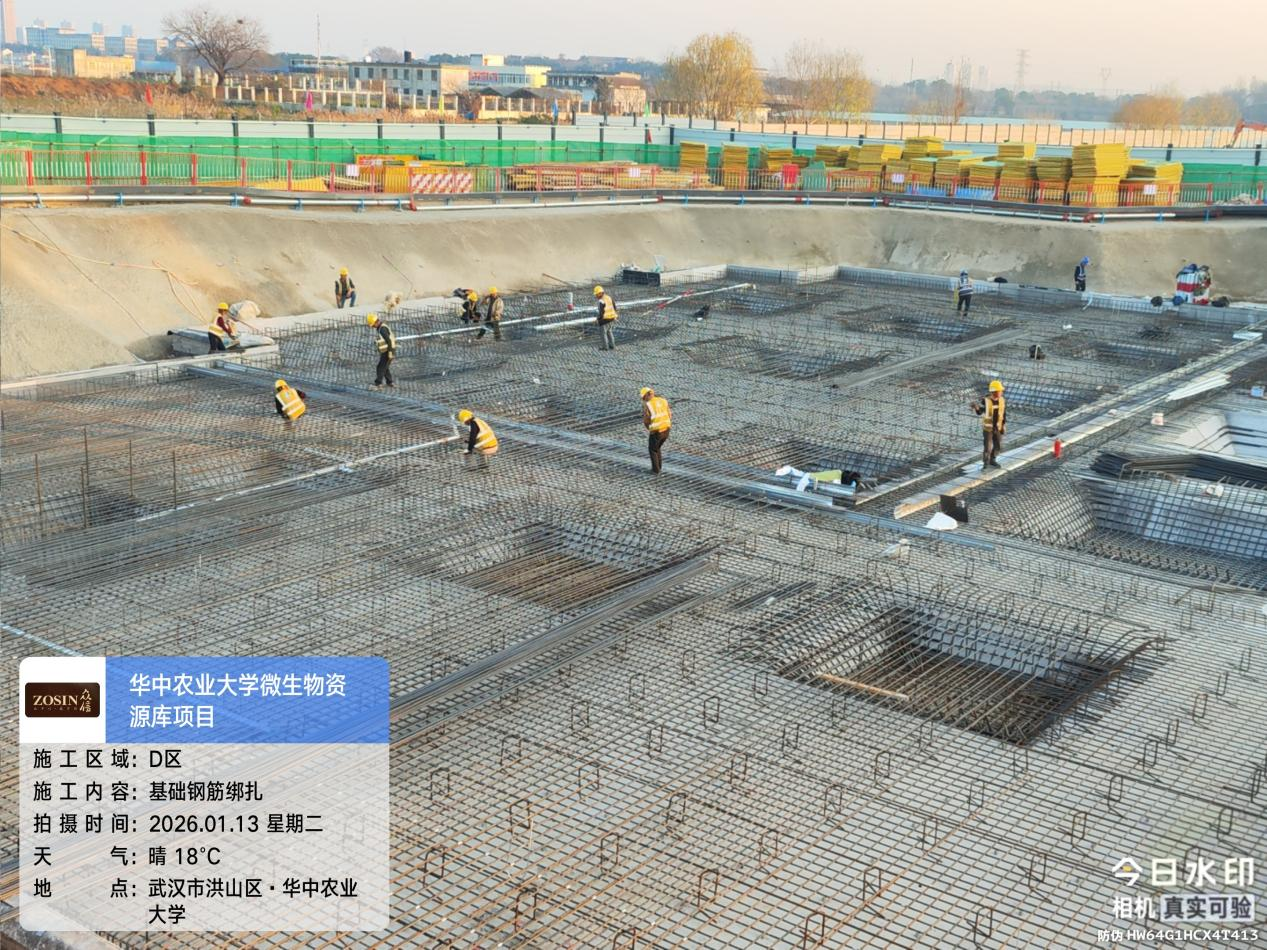 ZOSIN 众信
华中农业大学微生物资
源库项目
施工区域：D区
施工内容：基础钢筋绑扎
拍摄时间：2026.01.13 星期二
天气：晴 18°C
地点：武汉市洪山区·华中农业
大学
今日水印
相机 真实可验
防伪 HW64G1HCX4T413